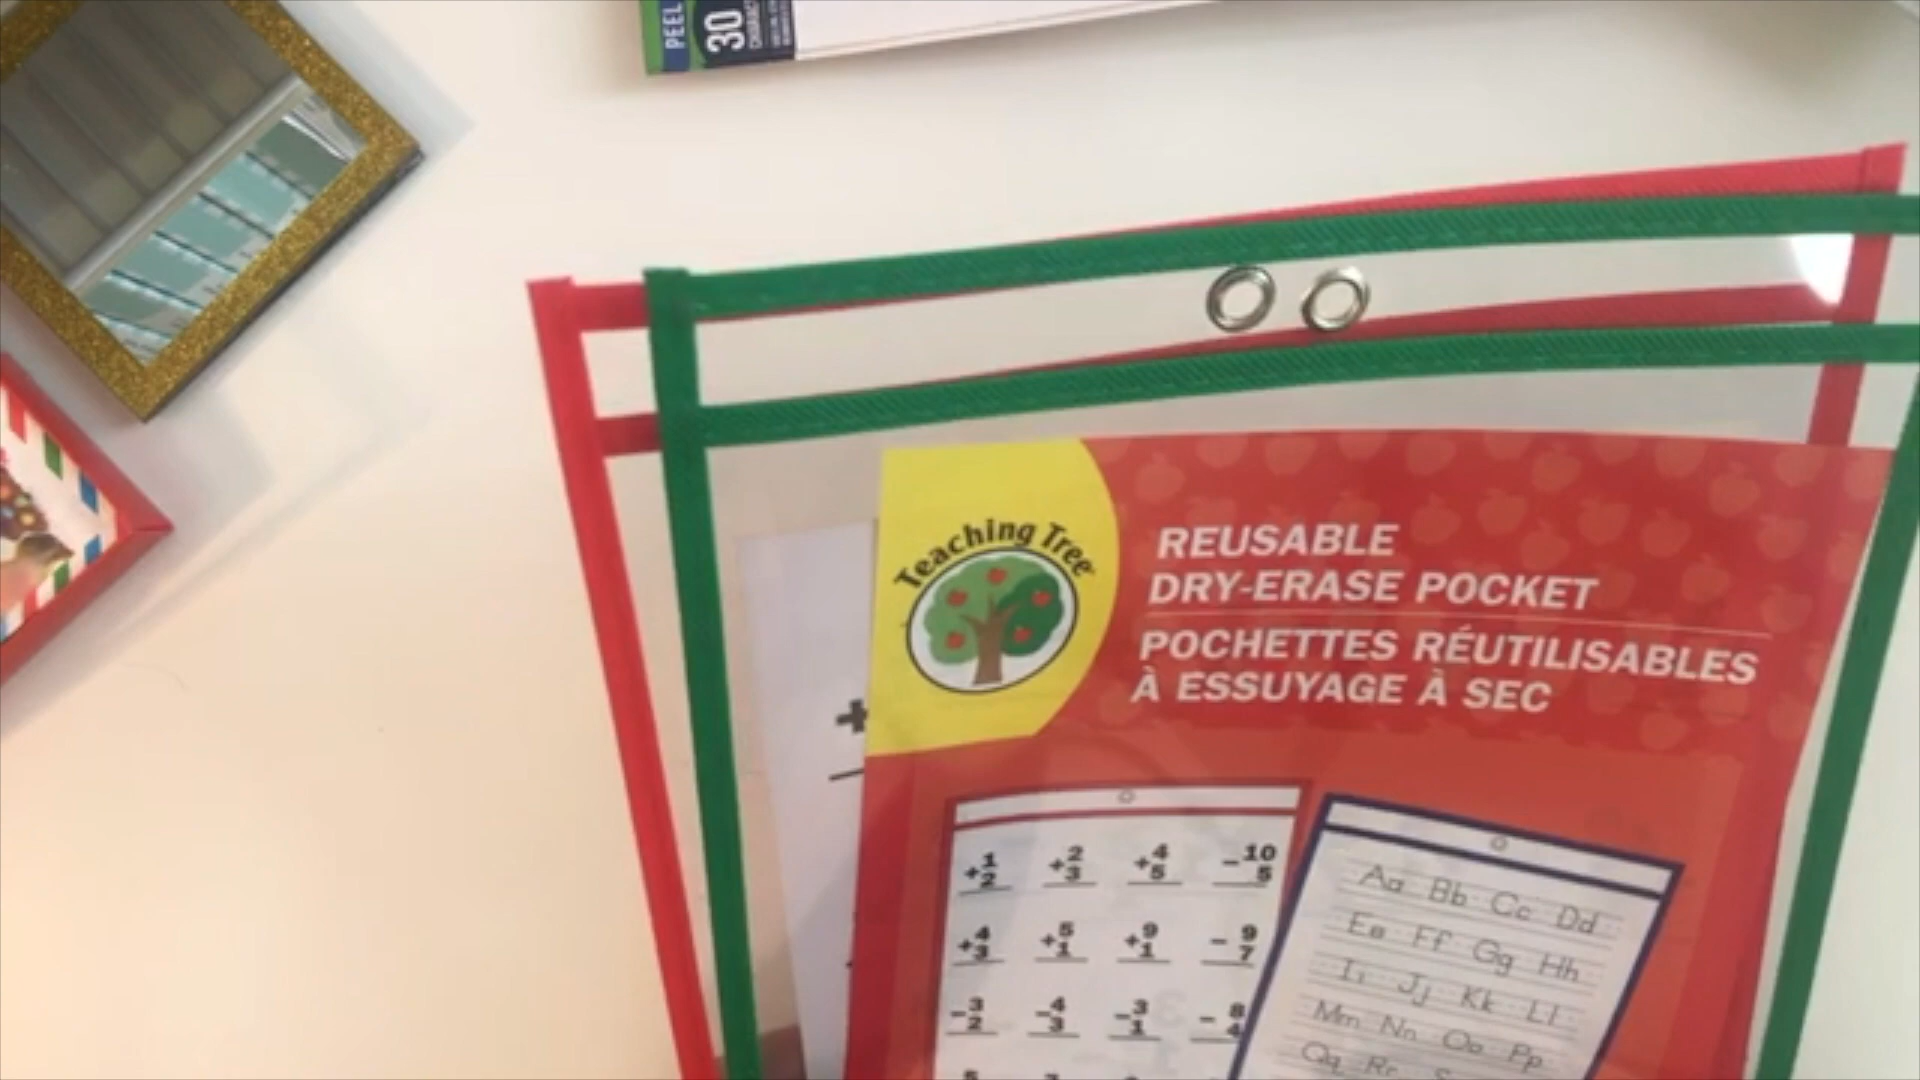 PEEL
30
Teaching Tree
REUSABLE
DRY-ERASE POCKET
POCHETTES RÉUTILISABLES
À ESSUYAGE À SEC
+1 2 +2 3 +4 5 -10 5
+4 3 +5 1 +9 1 -9 7
-3 2 -4 3 -3 1 -8 4
Aa Bb Cc Dd
Ee Ff Gg Hh
Ii Jj Kk Ll
Mm Nn Oo Pp
Qq Rr S